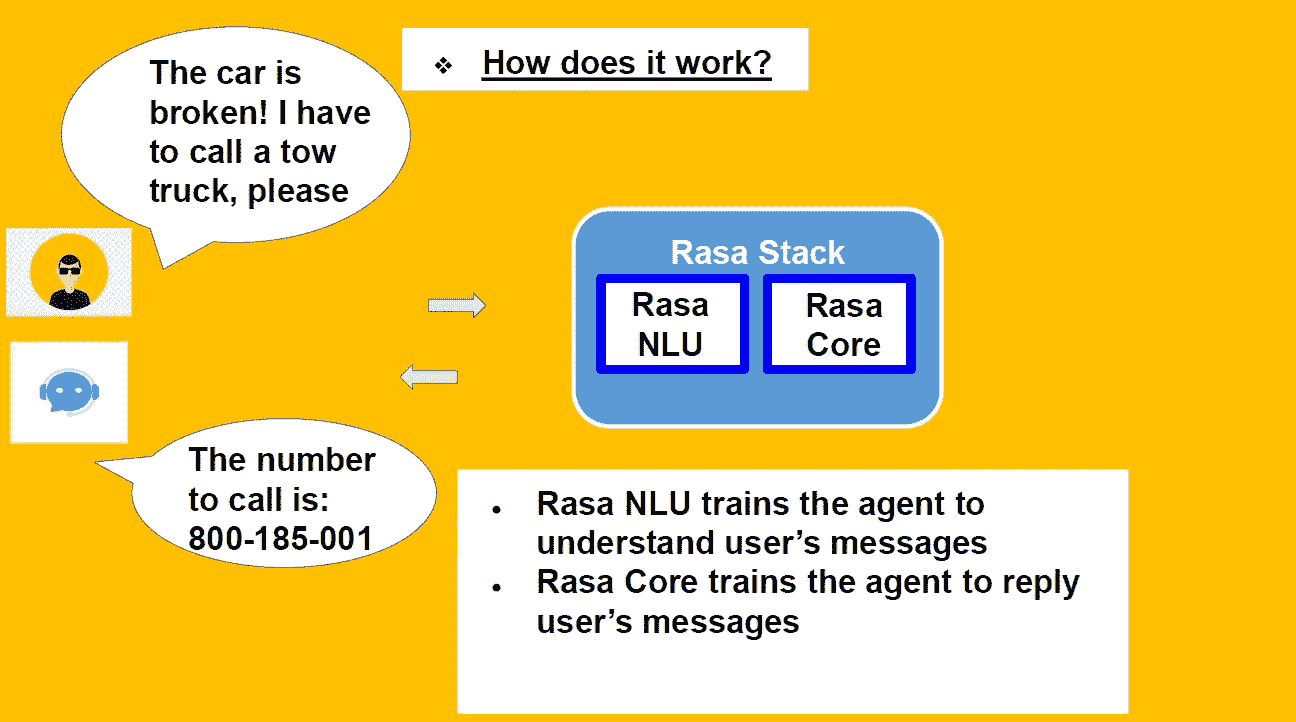 The car is
broken! I have
to call a tow
truck, please
❖ How does it work?
Rasa Stack
Rasa
NLU
Rasa
Core
The number
to call is:
800-185-001
• Rasa NLU trains the agent to
understand user’s messages
• Rasa Core trains the agent to reply
user’s messages